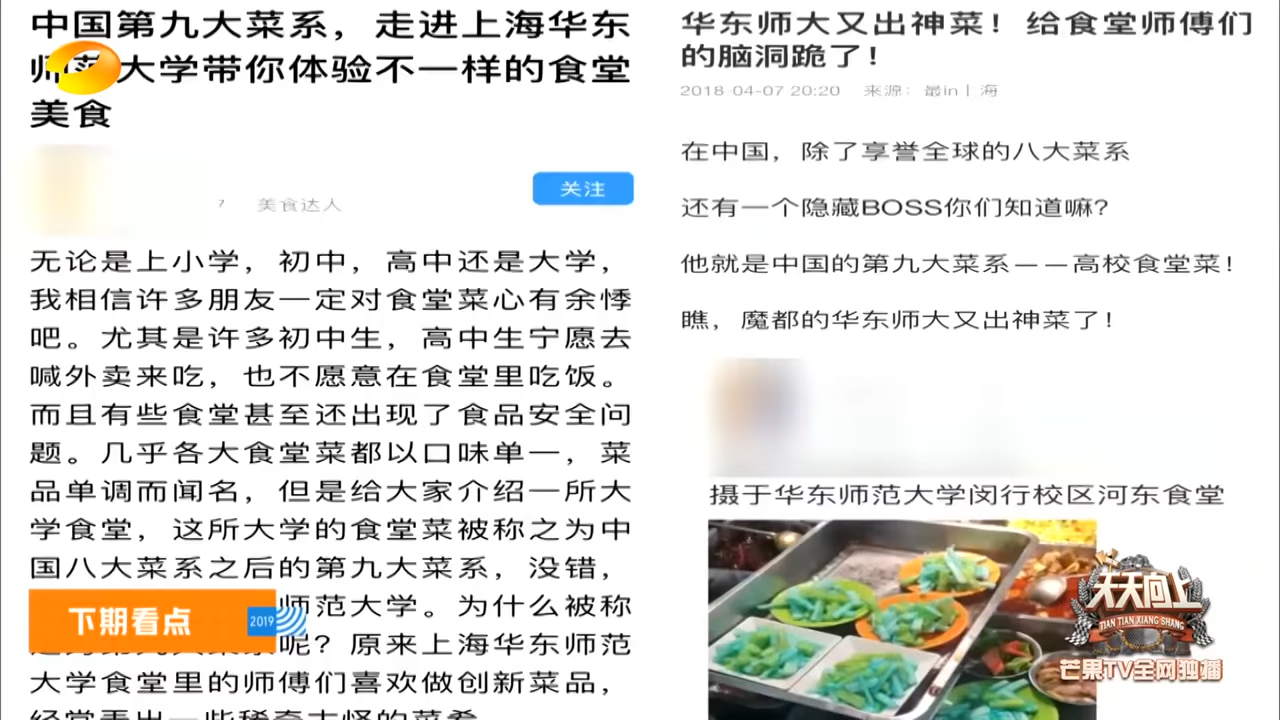 中国第九大菜系，走进上海华东
师范大学带你体验不一样的食堂
美食
美食达人
关注
无论是上小学，初中，高中还是大学，
我相信许多朋友一定对食堂菜心有余悸
吧。尤其是许多初中生，高中生宁愿去
喊外卖来吃，也不愿意在食堂里吃饭。
而且有些食堂甚至还出现了食品安全问
题。几乎各大食堂菜都以口味单一，菜
品单调而闻名，但是给大家介绍一所大
学食堂，这所大学的食堂菜被称之为中
国八大菜系之后的第九大菜系，没错，
师范大学。为什么被称
呢？原来上海华东师范
大学食堂里的师傅们喜欢做创新菜品，
下期看点
2019
华东师大又出神菜！给食堂师傅们
的脑洞跪了！
2018-04-07 20:20 来源：最in丨海
在中国，除了享誉全球的八大菜系
还有一个隐藏BOSS你们知道嘛?
他就是中国的第九大菜系——高校食堂菜！
瞧，魔都的华东师大又出神菜了！
摄于华东师范大学闵行校区河东食堂
天天向上
TIAN TIAN XIANG SHANG
芒果TV全网独播